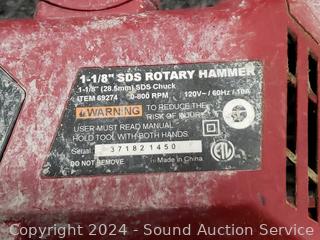 1-1/8" SDS ROTARY HAMMER
1-1/8" (28.5mm) SDS Chuck
ITEM 69274 0-800 RPM 120V~ / 60Hz / 10A
WARNING TO REDUCE THE
RISK OF INJURY,
USER MUST READ MANUAL
HOLD TOOL WITH BOTH HANDS.
Serial 371821450
DO NOT REMOVE Made in China
Copyright 2024 - Sound Auction Service